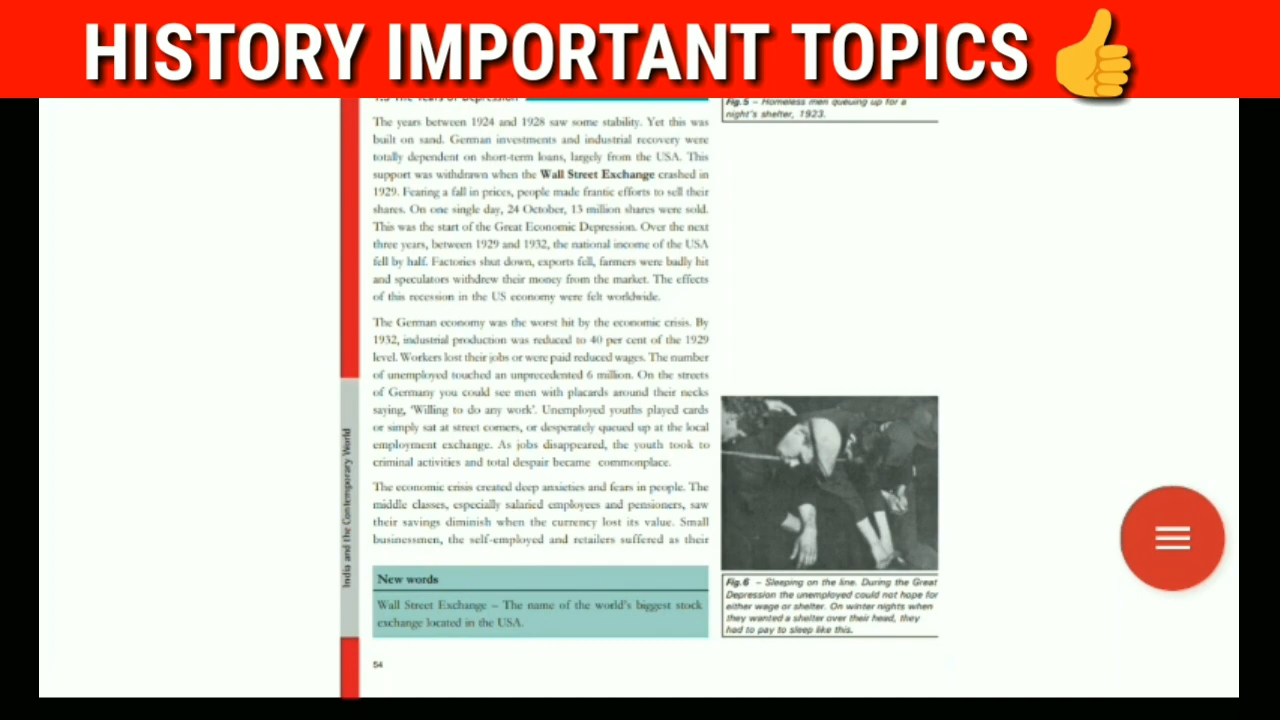 HISTORY IMPORTANT TOPICS 👍
1.3 The Years of Depression
The years between 1924 and 1928 saw some stability. Yet this was
built on sand. German investments and industrial recovery were
totally dependent on short-term loans, largely from the USA. This
support was withdrawn when the Wall Street Exchange crashed in
1929. Fearing a fall in prices, people made frantic efforts to sell their
shares. On one single day, 24 October, 13 million shares were sold.
This was the start of the Great Economic Depression. Over the next
three years, between 1929 and 1932, the national income of the USA
fell by half. Factories shut down, exports fell, farmers were badly hit
and speculators withdrew their money from the market. The effects
of this recession in the US economy were felt worldwide.
The German economy was the worst hit by the economic crisis. By
1932, industrial production was reduced to 40 per cent of the 1929
level. Workers lost their jobs or were paid reduced wages. The number
of unemployed touched an unprecedented 6 million. On the streets
of Germany you could see men with placards around their necks
saying, 'Willing to do any work'. Unemployed youths played cards
or simply sat at street corners, or desperately queued up at the local
employment exchange. As jobs disappeared, the youth took to
criminal activities and total despair became commonplace.
The economic crisis created deep anxieties and fears in people. The
middle classes, especially salaried employees and pensioners, saw
their savings diminish when the currency lost its value. Small
businessmen, the self-employed and retailers suffered as their
New words
Wall Street Exchange – The name of the world's biggest stock
exchange located in the USA.
54
India and the Contemporary World
Fig.5 – Homeless men queuing up for a
night's shelter, 1923.
Fig.6 – Sleeping on the line. During the Great
Depression the unemployed could not hope for
either wage or shelter. On winter nights when
they wanted a shelter over their head, they
had to pay to sleep like this.